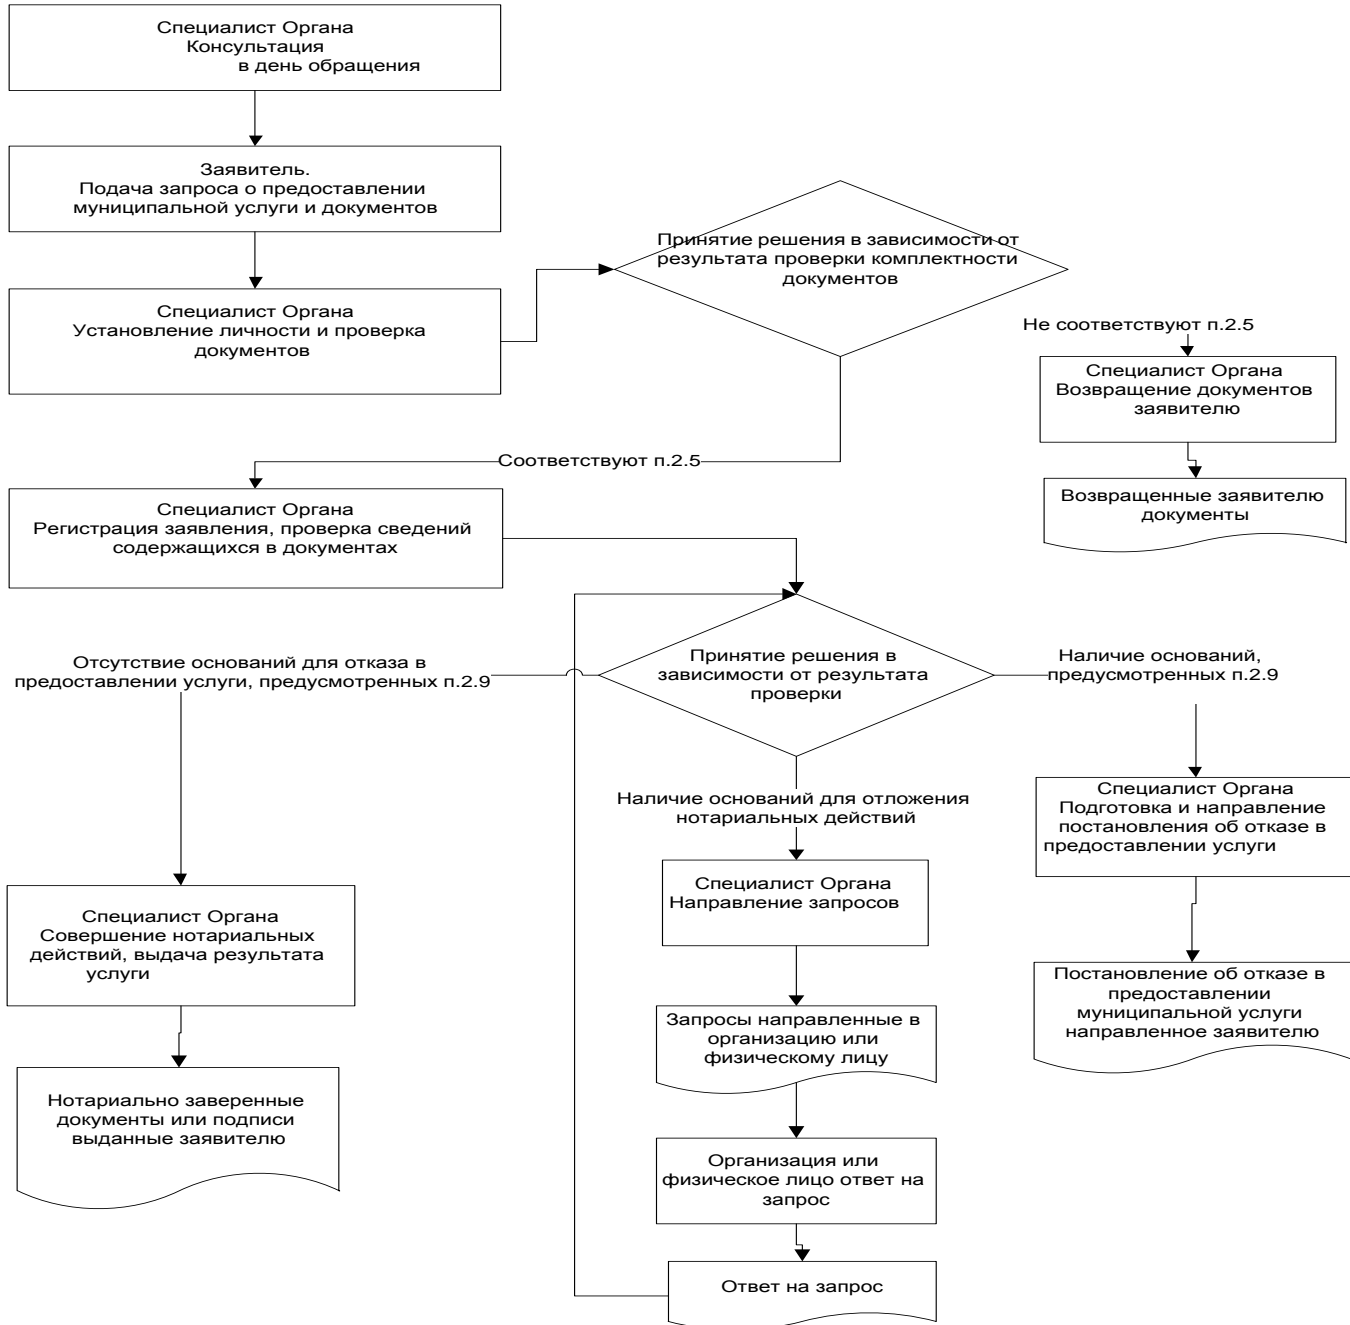 Специалист Органа
Консультация
в день обращения
Заявитель.
Подача запроса о предоставлении
муниципальной услуги и документов
Принятие решения в зависимости от
результата проверки комплектности
документов
Специалист Органа
Установление личности и проверка
документов
Не соответствуют п.2.5
Специалист Органа
Возвращение документов
заявителю
Соответствуют п.2.5
Возвращенные заявителю
документы
Специалист Органа
Регистрация заявления, проверка сведений
содержащихся в документах
Отсутствие оснований для отказа в
предоставлении услуги, предусмотренных п.2.9
Принятие решения в
зависимости от результата
проверки
Наличие оснований,
предусмотренных п.2.9
Наличие оснований для отложения
нотариальных действий
Специалист Органа
Подготовка и направление
постановления об отказе в
предоставлении услуги
Специалист Органа
Направление запросов
Специалист Органа
Совершение нотариальных
действий, выдача результата
услуги
Постановление об отказе в
предоставлении
муниципальной услуги
направленное заявителю
Запросы направленные в
организацию или
физическому лицу
Нотариально заверенные
документы или подписи
выданные заявителю
Организация или
физическое лицо ответ на
запрос
Ответ на запрос